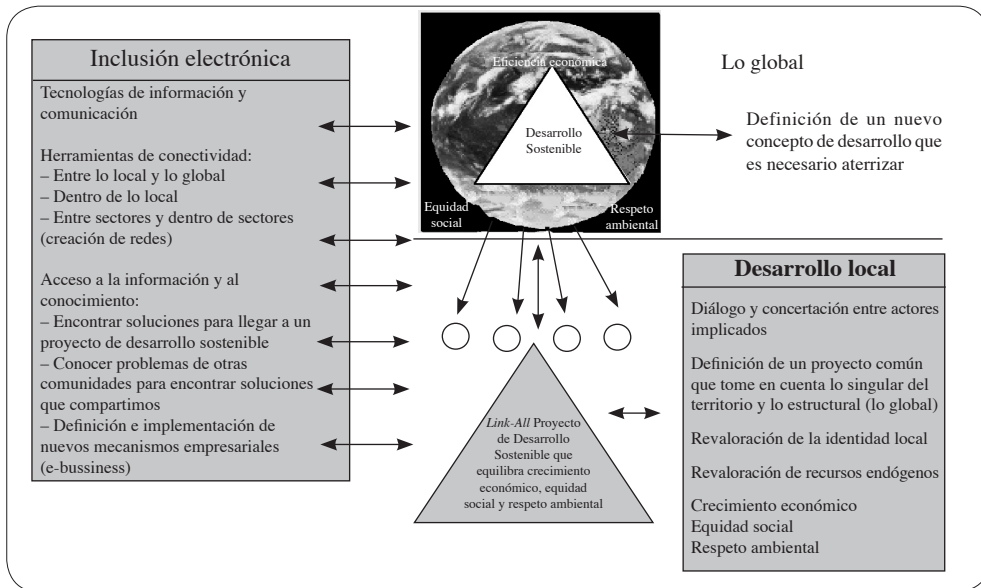 Inclusión electrónica
Tecnologías de información y
comunicación
Herramientas de conectividad:
– Entre lo local y lo global
– Dentro de lo local
– Entre sectores y dentro de sectores
(creación de redes)
Acceso a la información y al
conocimiento:
– Encontrar soluciones para llegar a un
proyecto de desarrollo sostenible
– Conocer problemas de otras
comunidades para encontrar soluciones
que compartimos
– Definición e implementación de
nuevos mecanismos empresariales
(e-bussiness)
Eficiencia económica
Desarrollo
Sostenible
Equidad
social
Respeto
ambiental
Lo global
Definición de un nuevo
concepto de desarrollo que
es necesario aterrizar
Link-All Proyecto
de Desarrollo
Sostenible que
equilibra crecimiento
económico, equidad
social y respeto ambiental
Desarrollo local
Diálogo y concertación entre actores
implicados
Definición de un proyecto común
que tome en cuenta lo singular del
territorio y lo estructural (lo global)
Revaloración de la identidad local
Revaloración de recursos endógenos
Crecimiento económico
Equidad social
Respeto ambiental